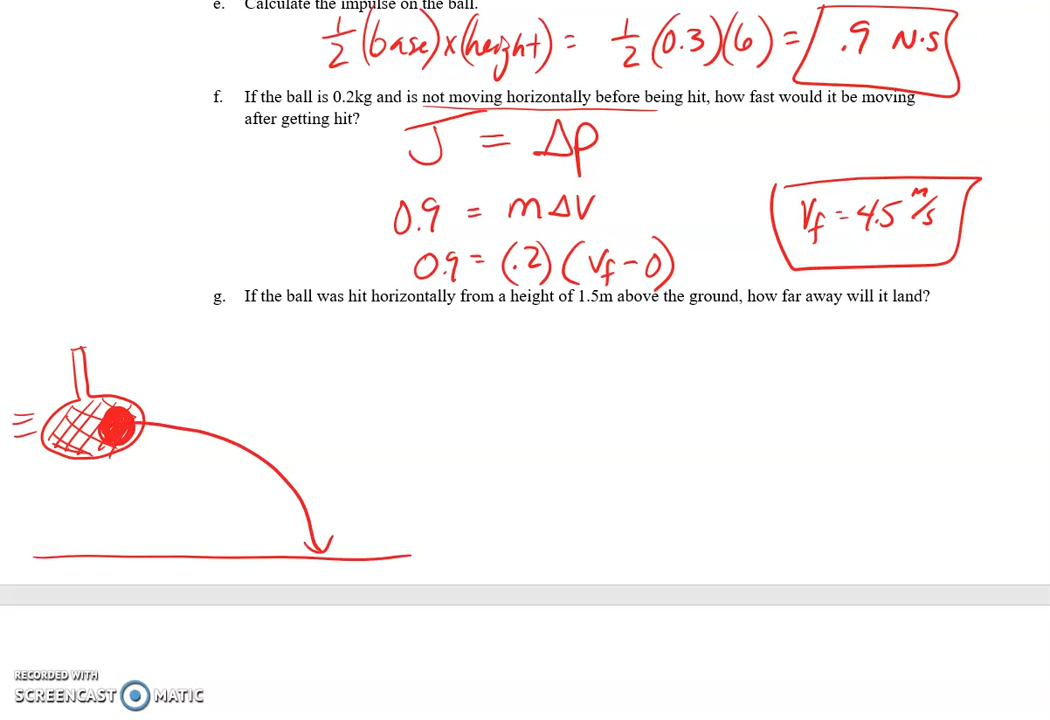 e. Calculate the impulse on the ball.
½ (base) x (height) = ½ (0.3)(6) = .9 N·s
f. If the ball is 0.2kg and is not moving horizontally before being hit, how fast would it be moving
after getting hit?
J = Δp
0.9 = mΔV
Vf = 4.5 m/s
0.9 = (.2) (Vf - 0)
g. If the ball was hit horizontally from a height of 1.5m above the ground, how far away will it land?
RECORDED WITH
SCREENCAST MATIC